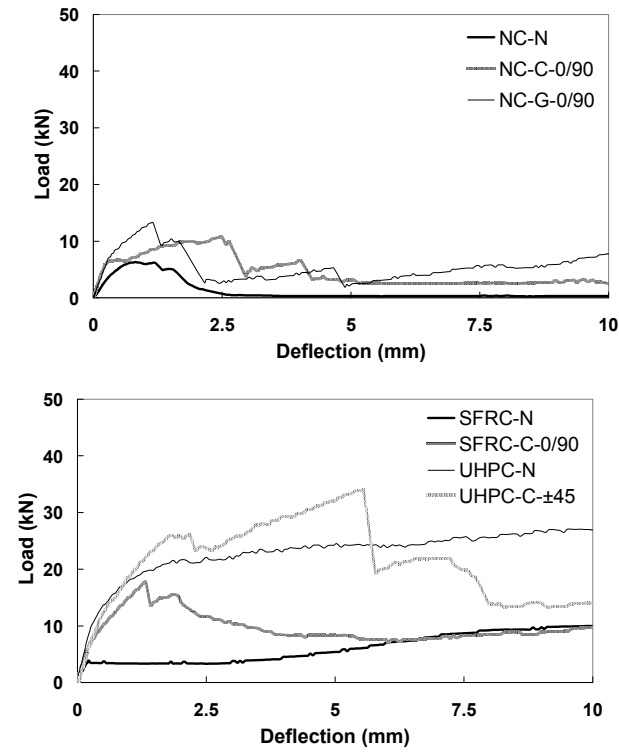 50
40
30
20
10
0
Load (kN)
NC-N
NC-C-0/90
NC-G-0/90
0 2.5 5 7.5 10
Deflection (mm)
50
40
30
20
10
0
Load (kN)
SFRC-N
SFRC-C-0/90
UHPC-N
UHPC-C-±45
0 2.5 5 7.5 10
Deflection (mm)